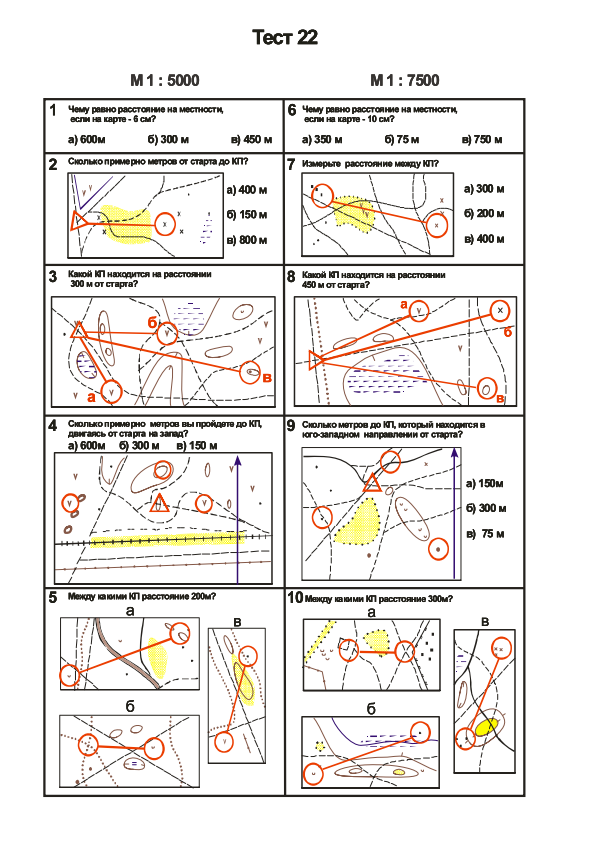 Тест 22
М 1 : 5000
М 1 : 7500
1 Чему равно расстояние на местности,
если на карте - 6 см?
а) 600м б) 300 м в) 450 м
6 Чему равно расстояние на местности,
если на карте - 10 см?
а) 350 м б) 75 м в) 750 м
2 Сколько примерно метров от старта до КП?
а) 400 м
б) 150 м
в) 800 м
7 Измерьте расстояние между КП?
а) 300 м
б) 200 м
в) 400 м
3 Какой КП находится на расстоянии
300 м от старта?
б
в
а
8 Какой КП находится на расстоянии
450 м от старта?
а
б
в
4 Сколько примерно метров вы пройдете до КП,
двигаясь от старта на запад?
а) 600м б) 300 м в) 150 м
9 Сколько метров до КП, который находится в
юго-западном направлении от старта?
а) 150м
б) 300 м
в) 75 м
5 Между какими КП расстояние 200м?
а
в
б
10 Между какими КП расстояние 300м?
а
в
б